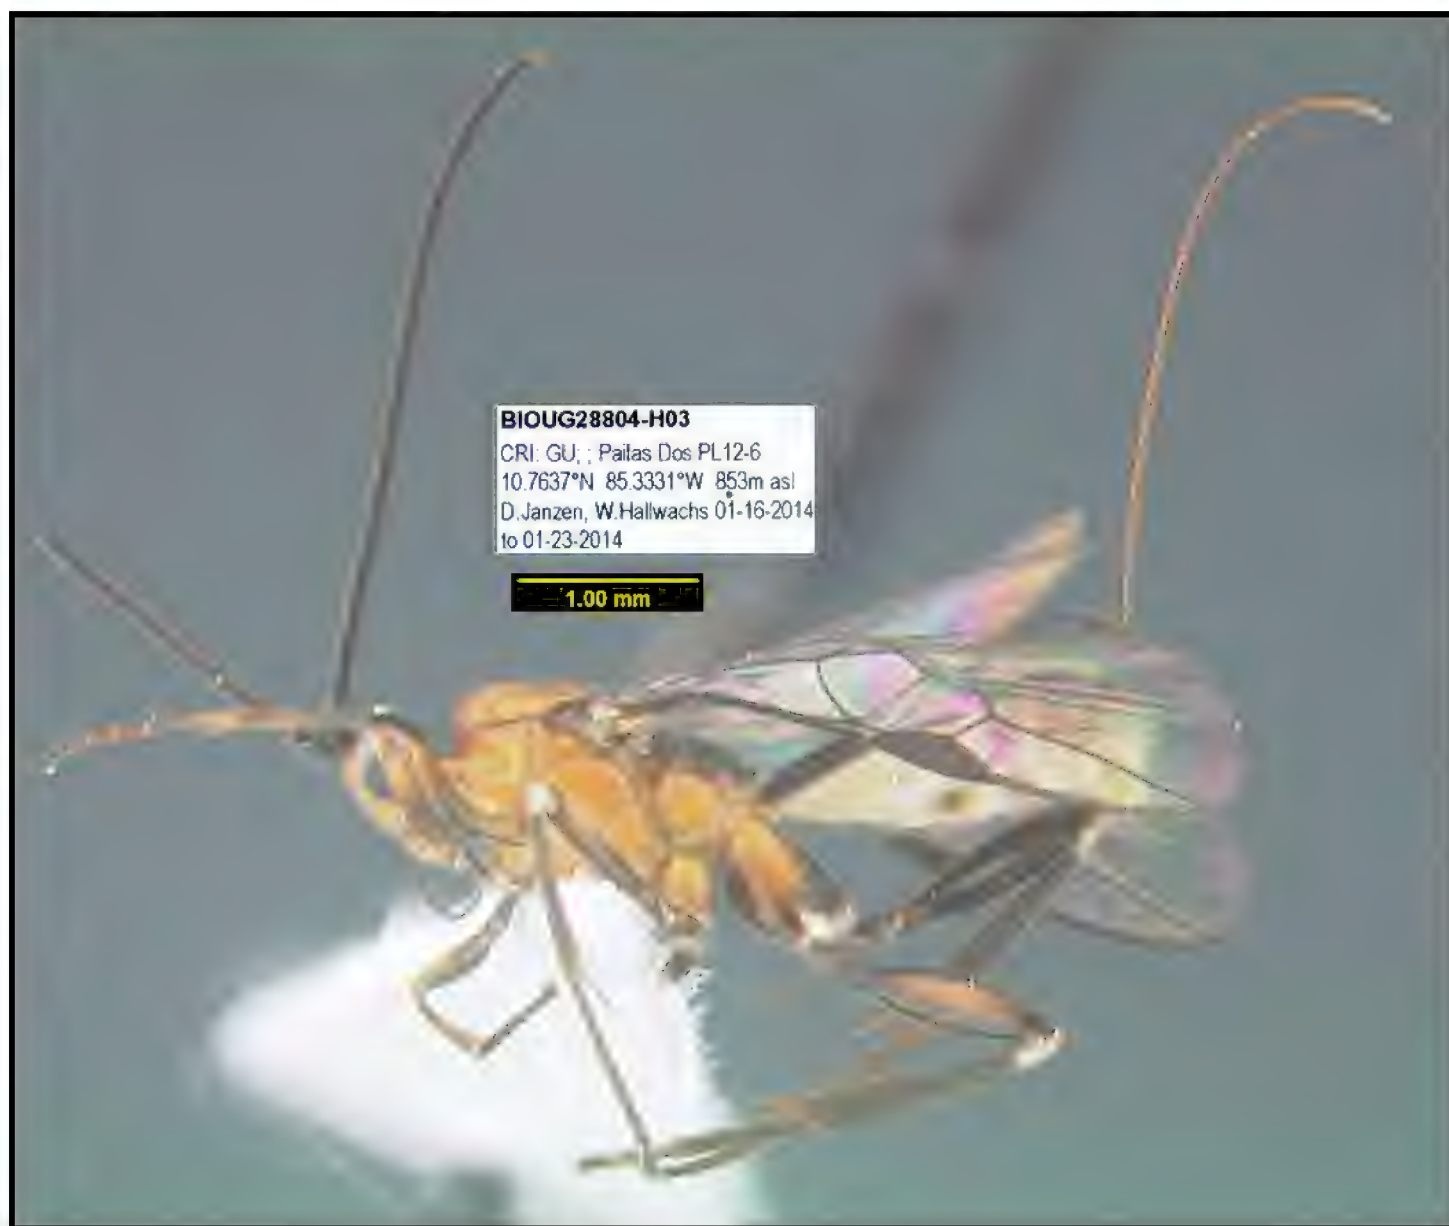 BIOUG28804-H03
CRI: GU; ; Pailas Dos PL12-6
10.7637°N 85.3331°W 853m asl
D.Janzen, W.Hallwachs 01-16-2014
to 01-23-2014
1.00 mm